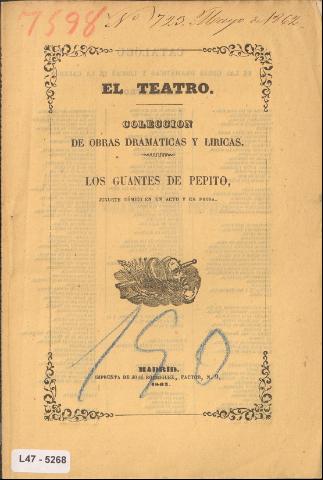 7598
No 723. Mayo de 1862.
EL TEATRO.
COLECCION
DE OBRAS DRAMATICAS Y LIRICAS.
LOS GUANTES DE PEPITO,
JUGUETE CÓMICO EN UN ACTO Y EN PROSA.
150
MADRID.
IMPRENTA DE JOSÉ RODRIGUEZ, FACTOR, N. 9.
1862.
L47 - 5268